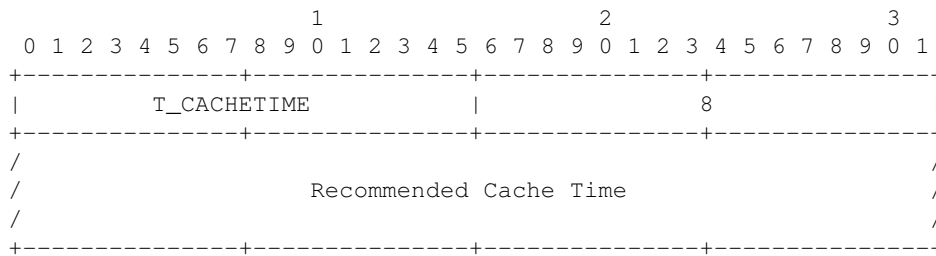 1                   2                   3
 0 1 2 3 4 5 6 7 8 9 0 1 2 3 4 5 6 7 8 9 0 1 2 3 4 5 6 7 8 9 0 1
+---------------+---------------+---------------+---------------
|         T_CACHETIME           |               8               |
+---------------+---------------+---------------+---------------
/                                                               /
/                    Recommended Cache Time                     /
/                                                               /
+---------------+---------------+---------------+---------------